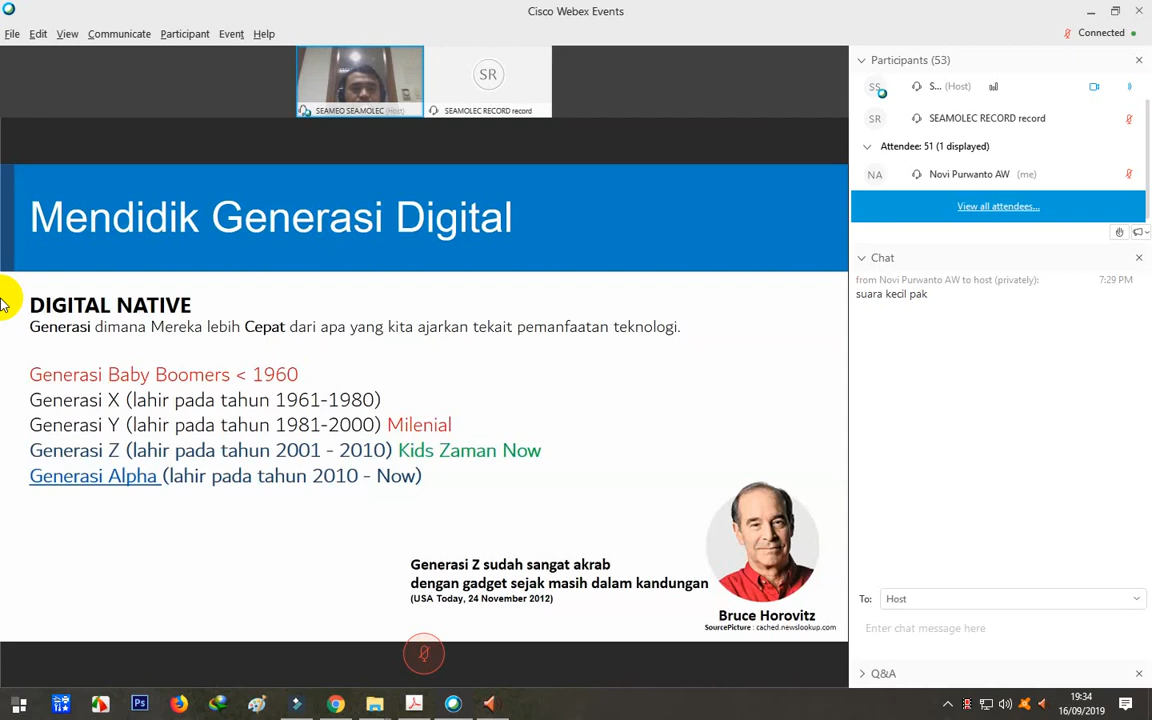 Cisco Webex Events
File Edit View Communicate Participant Event Help
Connected
SR
SEAMEO SEAMOLEC (Host)
SEAMOLEC RECORD record
Mendidik Generasi Digital
DIGITAL NATIVE
Generasi dimana Mereka lebih Cepat dari apa yang kita ajarkan tekait pemanfaatan teknologi.
Generasi Baby Boomers < 1960
Generasi X (lahir pada tahun 1961-1980)
Generasi Y (lahir pada tahun 1981-2000) Milenial
Generasi Z (lahir pada tahun 2001 - 2010) Kids Zaman Now
Generasi Alpha (lahir pada tahun 2010 - Now)
Generasi Z sudah sangat akrab
dengan gadget sejak masih dalam kandungan
(USA Today, 24 November 2012)
Bruce Horovitz
SourcePicture : cached.newslookup.com
Participants (53)
SS S... (Host)
SR SEAMOLEC RECORD record
Attendee: 51 (1 displayed)
NA Novi Purwanto AW (me)
View all attendees...
Chat
from Novi Purwanto AW to host (privately): 7:29 PM
suara kecil pak
To: Host
Enter chat message here
Q&A
Ps
19:34
16/09/2019